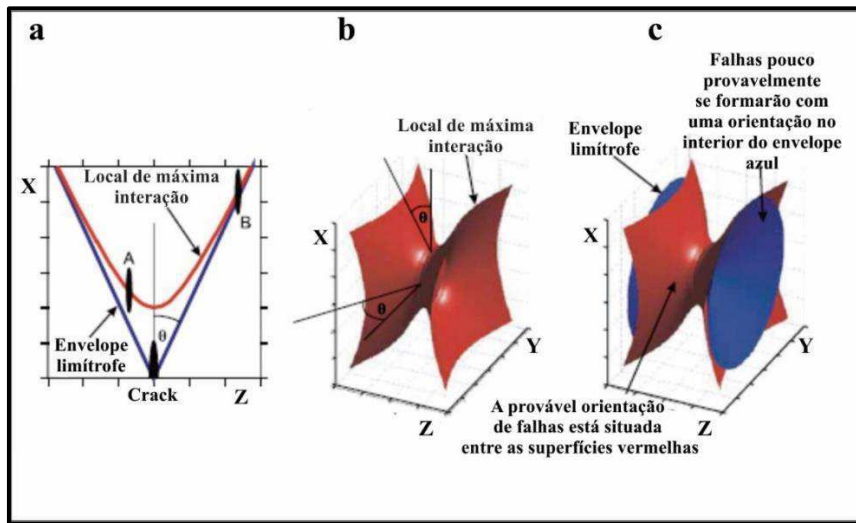 a
X
Local de máxima
interação
A
B
θ
Envelope
limítrofe
Crack
Z
b
Local de máxima
interação
X
θ
θ
Y
Z
A provável orientação
de falhas está situada
entre as superfícies vermelhas
c
Falhas pouco
provavelmente
se formarão com
uma orientação no
interior do envelope
azul
Envelope
limítrofe
X
Y
Z